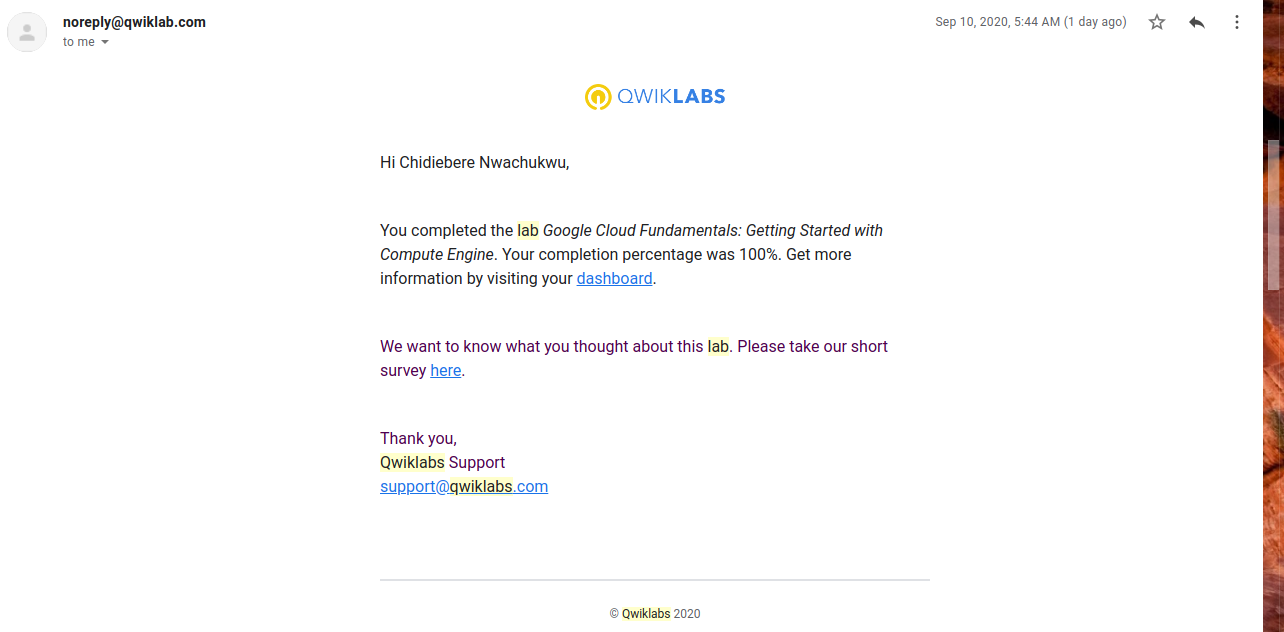 noreply@qwiklab.com
Sep 10, 2020, 5:44 AM (1 day ago)
to me
QWIKLABS
Hi Chidiebere Nwachukwu,
You completed the lab Google Cloud Fundamentals: Getting Started with
Compute Engine. Your completion percentage was 100%. Get more
information by visiting your dashboard.
We want to know what you thought about this lab. Please take our short
survey here.
Thank you,
Qwiklabs Support
support@qwiklabs.com
© Qwiklabs 2020